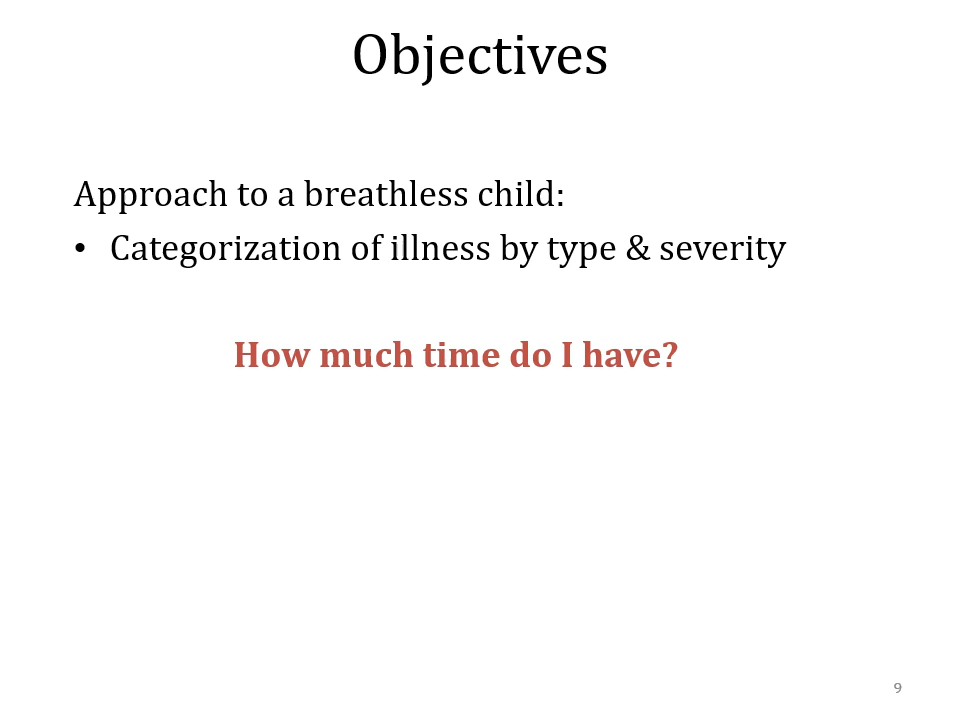 Objectives
Approach to a breathless child:
• Categorization of illness by type & severity
How much time do I have?
9